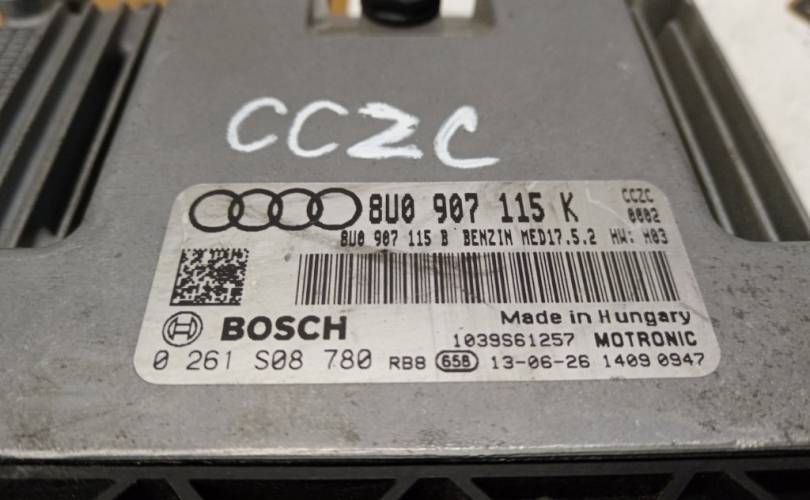 CCZC
8U0 907 115 K CCZC
8U0 907 115 B BENZIN MED17.5.2 HW: H03 0002
Made in Hungary
BOSCH 1039S61257 MOTRONIC
0 261 S08 780 RB8 65B 13-06-26 1409 0947